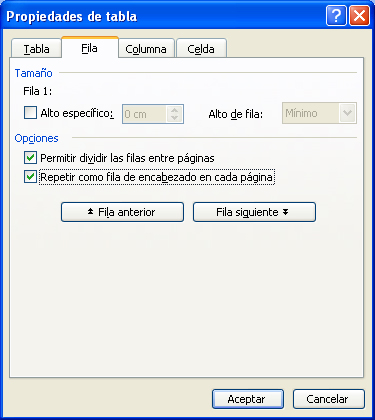 Propiedades de tabla
Tabla Fila Columna Celda
Tamaño
Fila 1:
Alto específico: 0 cm Alto de fila: Mínimo
Opciones
Permitir dividir las filas entre páginas
Repetir como fila de encabezado en cada página
Fila anterior Fila siguiente
Aceptar Cancelar